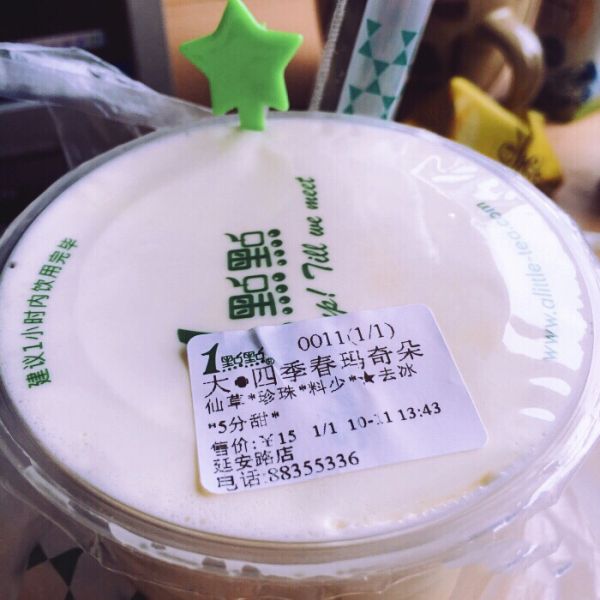 建议1小时内饮用完毕
點點
Till we meet
www.alittle-tea.com
1點點® 0011(1/1)
大●四季春玛奇朵
仙草*珍珠*料少*★去冰
*5分甜*
售价:￥15 1/1 10-11 13:43
延安路店
电话:88355336